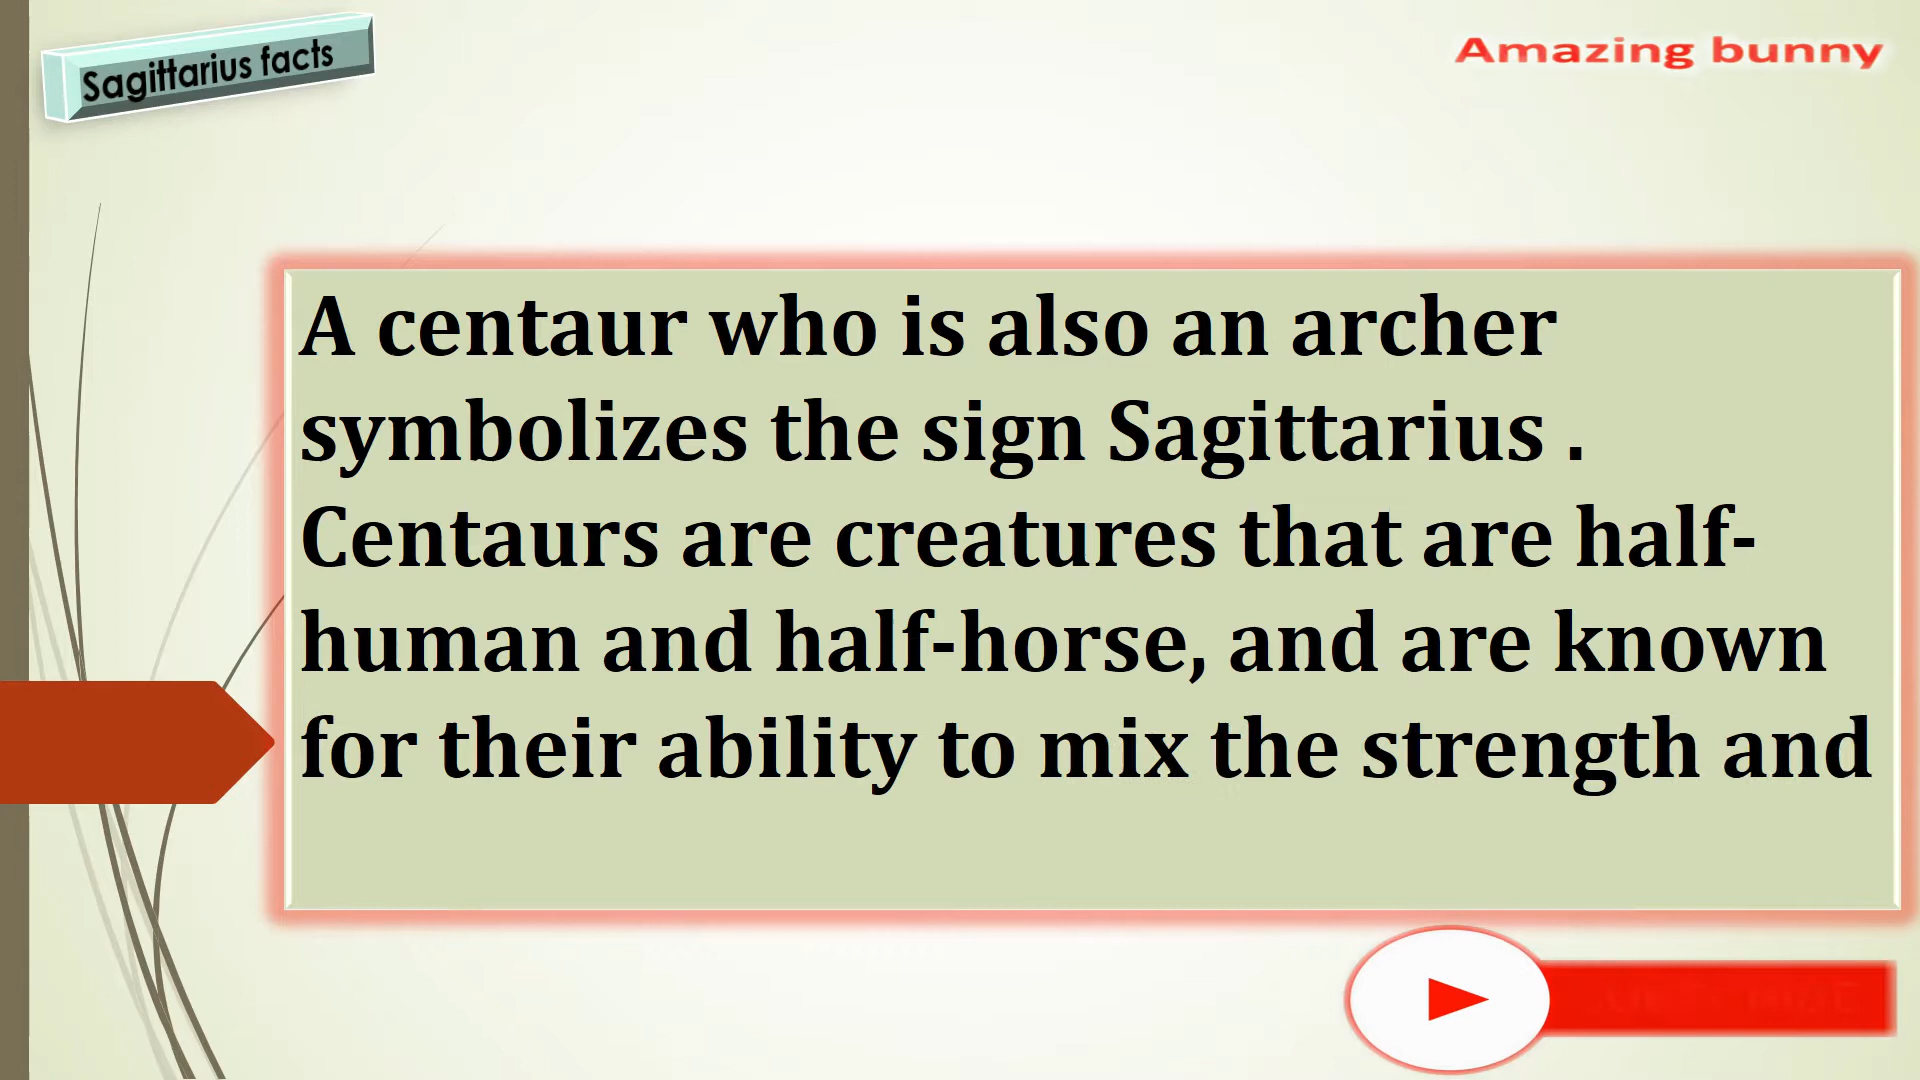 Sagittarius facts
Amazing bunny
A centaur who is also an archer
symbolizes the sign Sagittarius .
Centaurs are creatures that are half-
human and half-horse, and are known
for their ability to mix the strength and